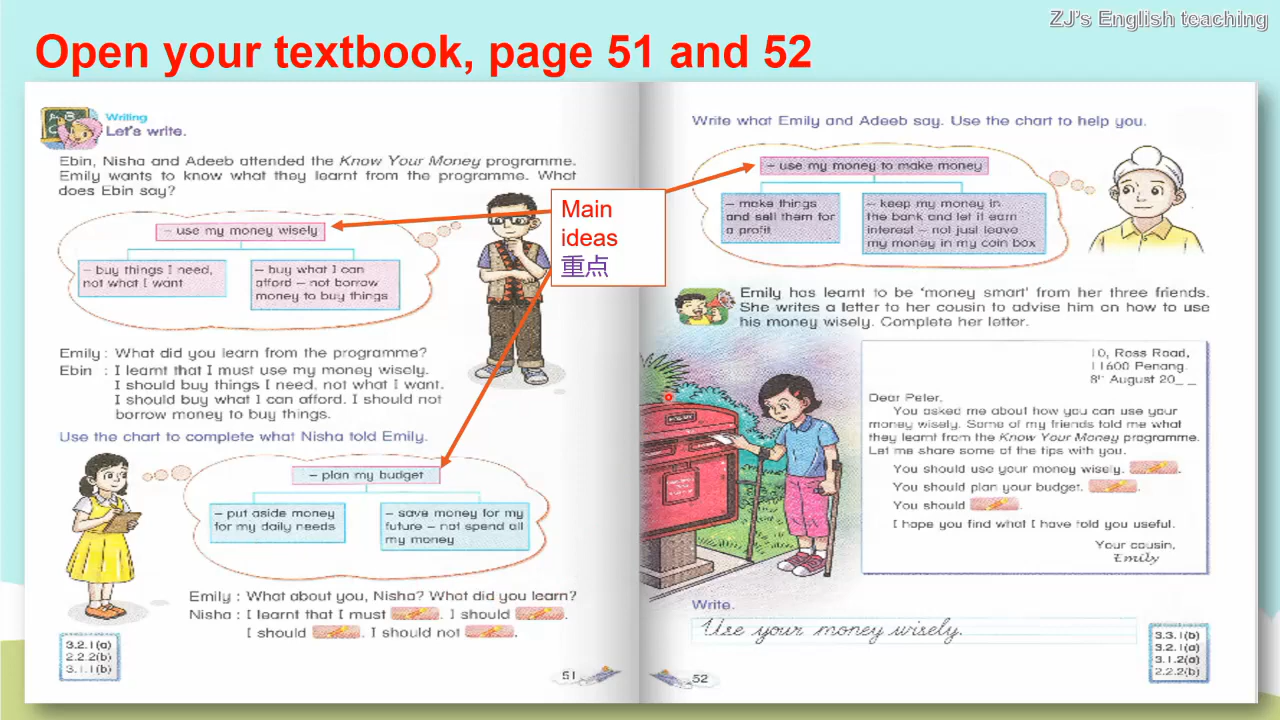 ZJ's English teaching
Open your textbook, page 51 and 52
Writing
Let's write.
Ebin, Nisha and Adeeb attended the Know Your Money programme.
Emily wants to know what they learnt from the programme. What
does Ebin say?
– use my money wisely
– buy things I need,
not what I want
– buy what I can
afford – not borrow
money to buy things
Emily : What did you learn from the programme?
Ebin : I learnt that I must use my money wisely.
I should buy things I need, not what I want.
I should buy what I can afford. I should not
borrow money to buy things.
Use the chart to complete what Nisha told Emily.
– plan my budget
– put aside money
for my daily needs
– save money for my
future – not spend all
my money
Emily : What about you, Nisha? What did you learn?
Nisha : I learnt that I must . I should .
I should . I should not .
3.2.1(a)
2.2.2(b)
3.1.1(b)
51
Main
ideas
重点
Write what Emily and Adeeb say. Use the chart to help you.
– use my money to make money
– make things
and sell them for
a profit
– keep my money in
the bank and let it earn
interest – not just leave
my money in my coin box
Emily has learnt to be 'money smart' from her three friends.
She writes a letter to her cousin to advise him on how to use
his money wisely. Complete her letter.
10, Ross Road,
11600 Penang.
8th August 20_ _
Dear Peter,
You asked me about how you can use your
money wisely. Some of my friends told me what
they learnt from the Know Your Money programme.
Let me share some of the tips with you.
You should use your money wisely. .
You should plan your budget. .
You should .
I hope you find what I have told you useful.
Your cousin,
Emily
Write.
Use your money wisely.
3.3.1(b)
3.2.1(a)
3.1.2(a)
2.2.2(b)
52